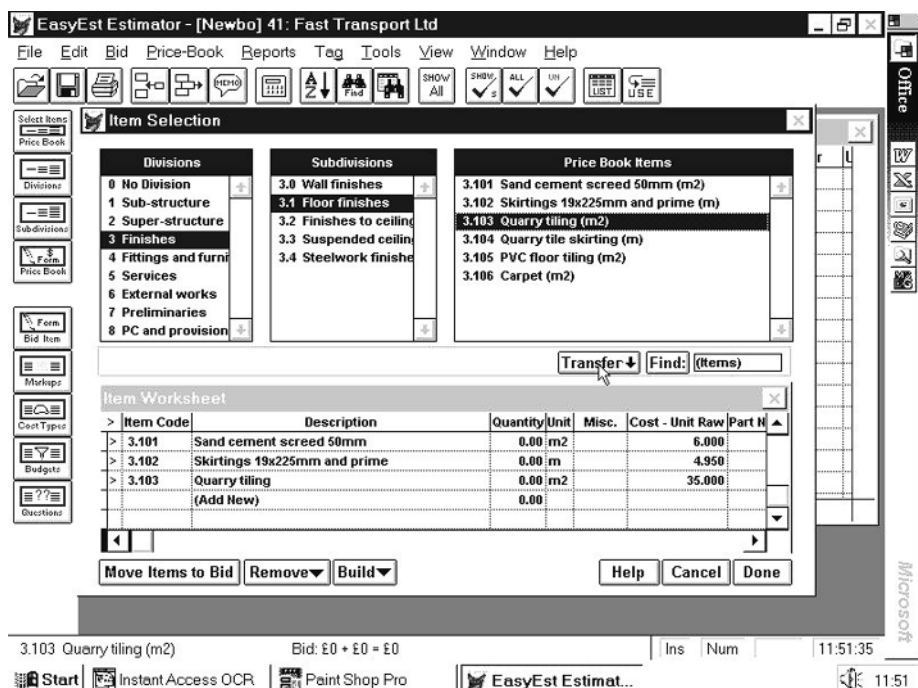 EasyEst Estimator - [Newbo] 41: Fast Transport Ltd
File Edit Bid Price-Book Reports Tag Tools View Window Help
MEMO Find SHOW All SHOW s ALL UN LIST USE
Select Items
Price Book
Divisions
Subdivisions
$ Form
Price Book
Form
Bid Item
Markups
Cost Types
Budgets
??
Questions
Item Selection
Divisions
0 No Division
1 Sub-structure
2 Super-structure
3 Finishes
4 Fittings and furni
5 Services
6 External works
7 Preliminaries
8 PC and provision
Subdivisions
3.0 Wall finishes
3.1 Floor finishes
3.2 Finishes to ceiling
3.3 Suspended ceilin
3.4 Steelwork finishe
Price Book Items
3.101 Sand cement screed 50mm (m2)
3.102 Skirtings 19x225mm and prime (m)
3.103 Quarry tiling (m2)
3.104 Quarry tile skirting (m)
3.105 PVC floor tiling (m2)
3.106 Carpet (m2)
Transfer Find: (Items)
Item Worksheet
> Item Code Description Quantity Unit Misc. Cost - Unit Raw Part N
> 3.101 Sand cement screed 50mm 0.00 m2 6.000
> 3.102 Skirtings 19x225mm and prime 0.00 m 4.950
> 3.103 Quarry tiling 0.00 m2 35.000
(Add New) 0.00
Move Items to Bid Remove Build Help Cancel Done
3.103 Quarry tiling (m2) Bid: £0 + £0 = £0 Ins Num 11:51:35
Start Instant Access OCR Paint Shop Pro EasyEst Estimat... 11:51
Office
W
X
Microsoft